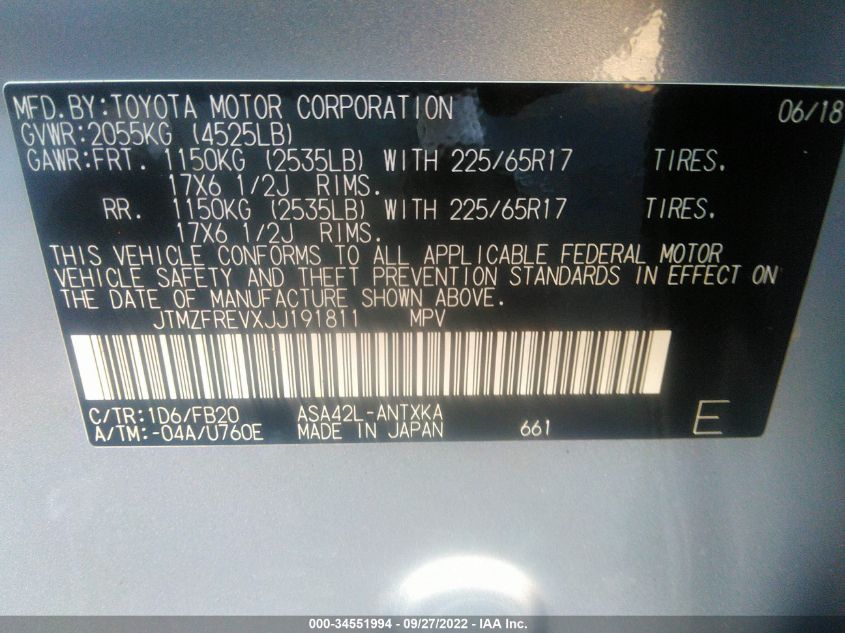 MFD.BY:TOYOTA MOTOR CORPORATION 06/18
GVWR:2055KG (4525LB)
GAWR:FRT. 1150KG (2535LB) WITH 225/65R17 TIRES.
17X6 1/2J RIMS.
RR. 1150KG (2535LB) WITH 225/65R17 TIRES.
17X6 1/2J RIMS.
THIS VEHICLE CONFORMS TO ALL APPLICABLE FEDERAL MOTOR
VEHICLE SAFETY AND THEFT PREVENTION STANDARDS IN EFFECT ON
THE DATE OF MANUFACTURE SHOWN ABOVE.
JTMZFREVXJJ191811 MPV
C/TR:1D6/FB20 ASA42L-ANTXKA
A/TM:-04A/U760E MADE IN JAPAN 661 E
000-34551994 - 09/27/2022 - IAA Inc.